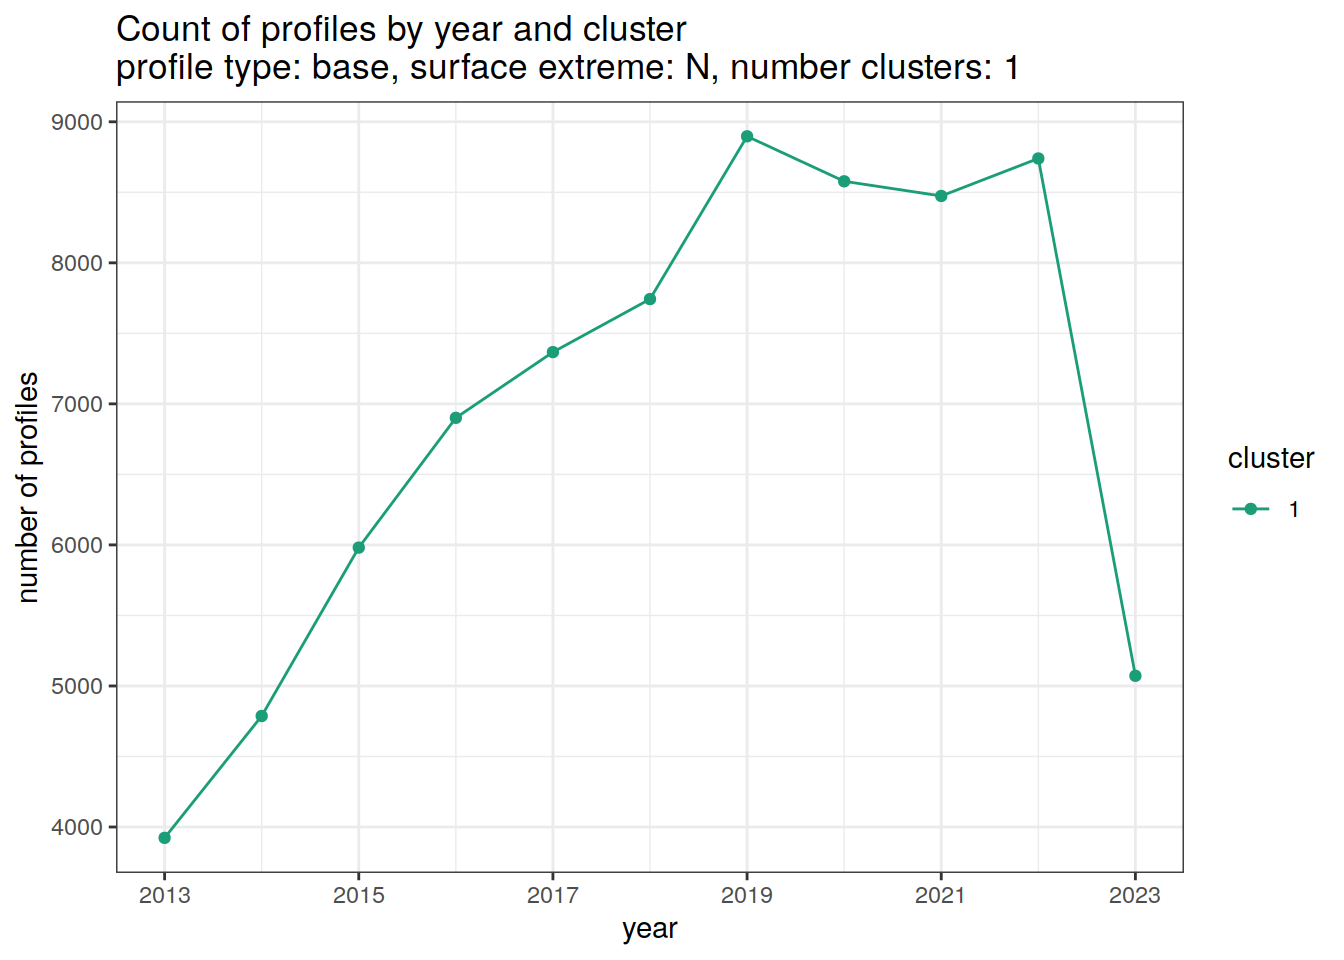 Count of profiles by year and cluster
profile type: base, surface extreme: N, number clusters: 1
9000
8000
7000
6000
5000
4000
number of profiles
2013 2015 2017 2019 2021 2023
year
cluster
1